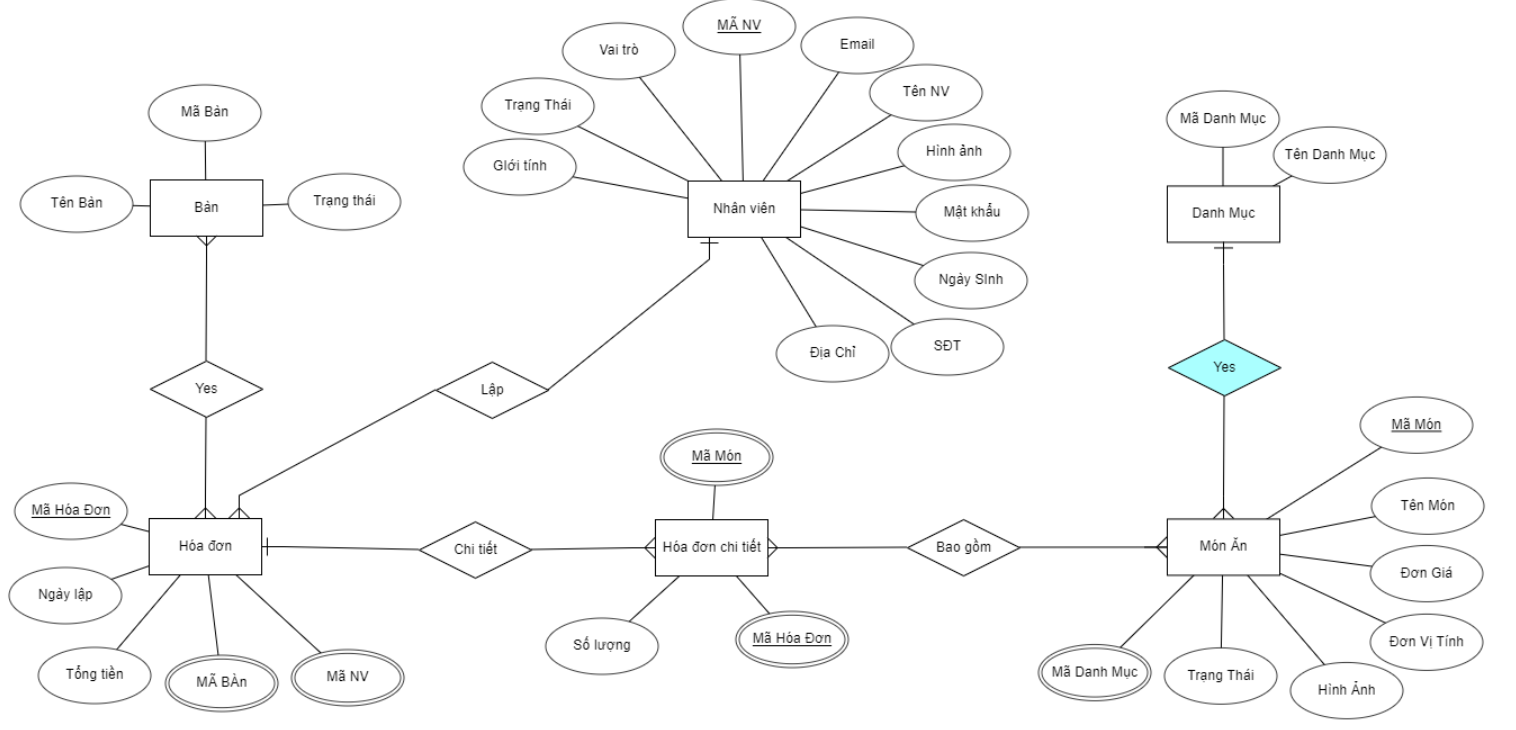 MÃ NV
Vai trò
Email
Trạng Thái
Tên NV
GIới tính
Hình ảnh
Nhân viên
Mật khẩu
Ngày SInh
Địa Chỉ
SĐT
Mã Bàn
Tên Bàn
Bàn
Trạng thái
Mã Danh Mục
Tên Danh Mục
Danh Mục
Yes
Lập
Yes
Mã Hóa Đơn
Hóa đơn
Ngày lập
Tổng tiền
MÃ BÀn
Mã NV
Chi tiết
Mã Món
Hóa đơn chi tiết
Số lượng
Mã Hóa Đơn
Bao gồm
Mã Món
Tên Món
Món Ăn
Đơn Giá
Đơn Vị Tính
Mã Danh Mục
Trạng Thái
Hình Ảnh